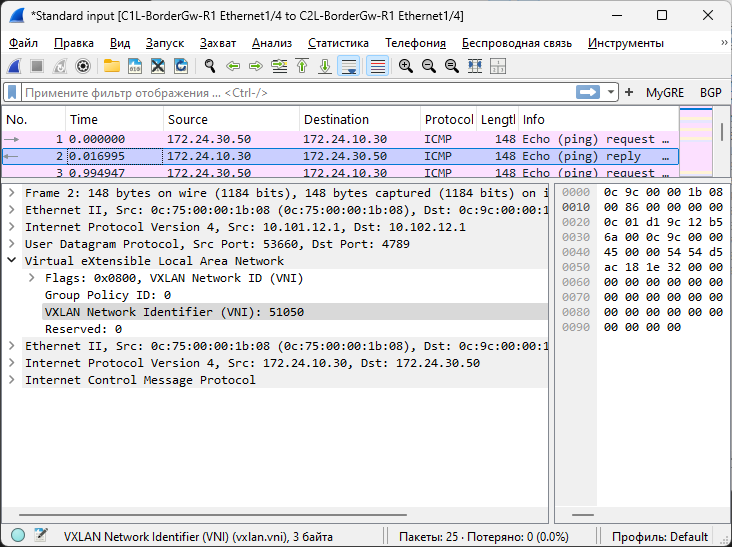 *Standard input [C1L-BorderGw-R1 Ethernet1/4 to C2L-BorderGw-R1 Ethernet1/4]
Файл Правка Вид Запуск Захват Анализ Статистика Телефония Беспроводная связь Инструменты »
Примените фильтр отображения ... <Ctrl-/> + MyGRE BGP
No. Time Source Destination Protocol Lengtl Info
1 0.000000 172.24.30.50 172.24.10.30 ICMP 148 Echo (ping) request …
2 0.016995 172.24.10.30 172.24.30.50 ICMP 148 Echo (ping) reply …
3 0.994947 172.24.30.50 172.24.10.30 ICMP 148 Echo (ping) request …
Frame 2: 148 bytes on wire (1184 bits), 148 bytes captured (1184 bits) on i
Ethernet II, Src: 0c:75:00:00:1b:08 (0c:75:00:00:1b:08), Dst: 0c:9c:00:00:1
Internet Protocol Version 4, Src: 10.101.12.1, Dst: 10.102.12.1
User Datagram Protocol, Src Port: 53660, Dst Port: 4789
Virtual eXtensible Local Area Network
Flags: 0x0800, VXLAN Network ID (VNI)
Group Policy ID: 0
VXLAN Network Identifier (VNI): 51050
Reserved: 0
Ethernet II, Src: 0c:75:00:00:1b:08 (0c:75:00:00:1b:08), Dst: 0c:9c:00:00:1
Internet Protocol Version 4, Src: 172.24.10.30, Dst: 172.24.30.50
Internet Control Message Protocol
0000 0c 9c 00 00 1b 08
0010 00 86 00 00 00 00
0020 0c 01 d1 9c 12 b5
0030 6a 00 0c 9c 00 00
0040 45 00 00 54 54 d5
0050 ac 18 1e 32 00 00
0060 00 00 00 00 00 00
0070 00 00 00 00 00 00
0080 00 00 00 00 00 00
0090 00 00 00 00
VXLAN Network Identifier (VNI) (vxlan.vni), 3 байта Пакеты: 25 · Потеряно: 0 (0.0%) Профиль: Default